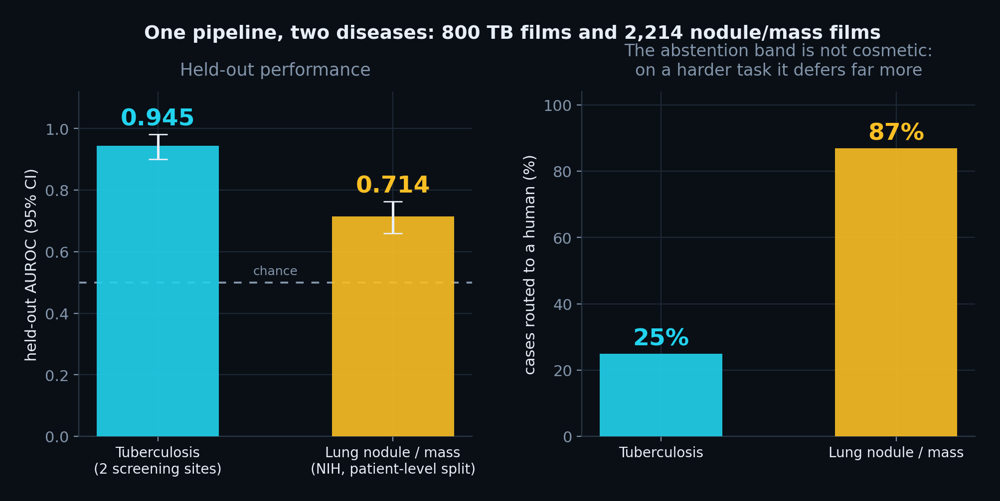 One pipeline, two diseases: 800 TB films and 2,214 nodule/mass films
Held-out performance
held-out AUROC (95% CI)
1.0
0.8
0.6
0.4
0.2
0.0
0.945
0.714
chance
Tuberculosis
(2 screening sites)
Lung nodule / mass
(NIH, patient-level split)
The abstention band is not cosmetic:
on a harder task it defers far more
cases routed to a human (%)
100
80
60
40
20
0
25%
87%
Tuberculosis
Lung nodule / mass